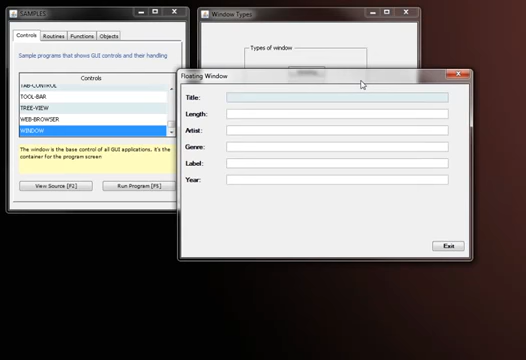 SAMPLES
Controls Routines Functions Objects
Sample programs that shows GUI controls and their handling
Controls
TAB-CONTROL
TOOL-BAR
TREE-VIEW
WEB-BROWSER
WINDOW
The window is the base control of all GUI applications. it's the
container for the program screen
View Source [F2] Run Program [F5]
Window Types
Types of window
Floating Window
Title:
Length:
Artist:
Genre:
Label:
Year:
Exit